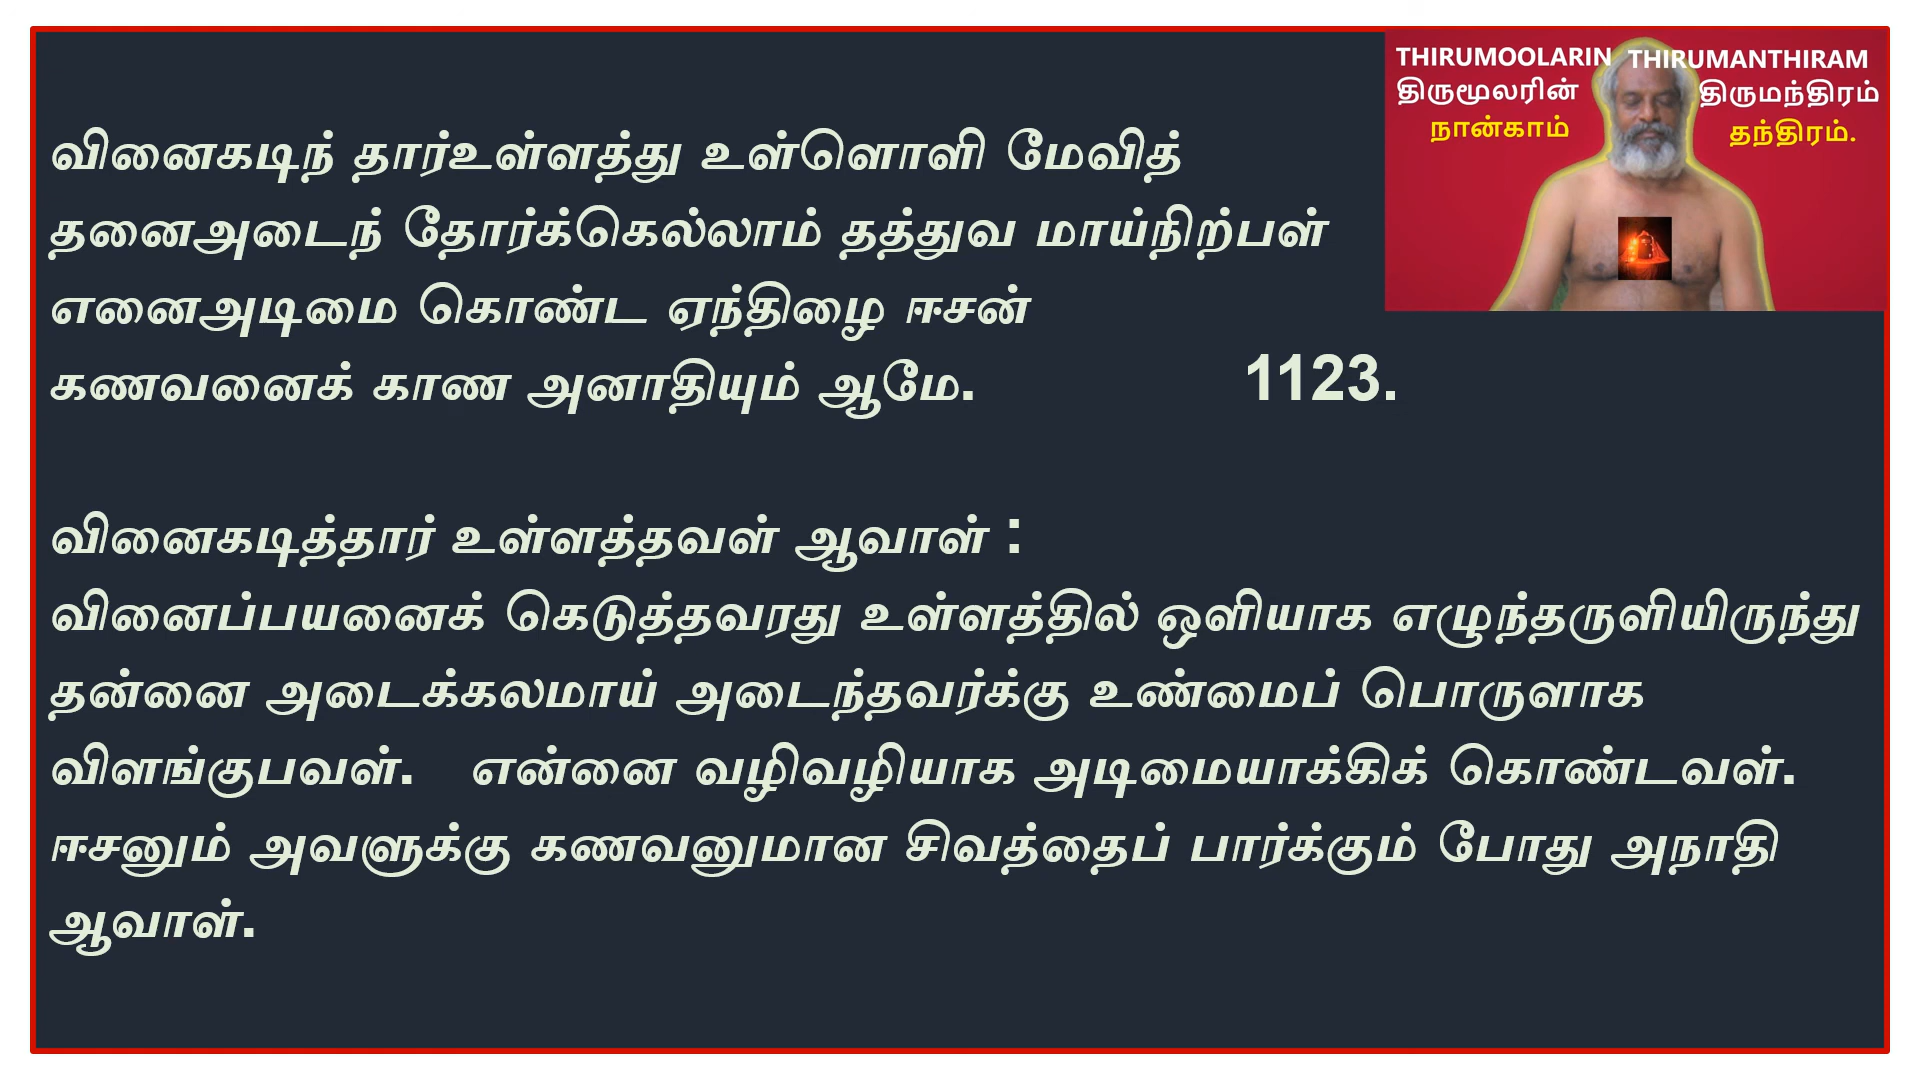 THIRUMOOLARIN THIRUMANTHIRAM
திருமூலரின் திருமந்திரம்
நான்காம் தந்திரம்.
வினைகடிந் தார்உள்ளத்து உள்ளொளி மேவித்
தனைஅடைந் தோர்க்கெல்லாம் தத்துவ மாய்நிற்பள்
எனைஅடிமை கொண்ட ஏந்திழை ஈசன்
கணவனைக் காண அனாதியும் ஆமே. 1123.
வினைகடித்தார் உள்ளத்தவள் ஆவாள் :
வினைப்பயனைக் கெடுத்தவரது உள்ளத்தில் ஒளியாக எழுந்தருளியிருந்து
தன்னை அடைக்கலமாய் அடைந்தவர்க்கு உண்மைப் பொருளாக
விளங்குபவள். என்னை வழிவழியாக அடிமையாக்கிக் கொண்டவள்.
ஈசனும் அவளுக்கு கணவனுமான சிவத்தைப் பார்க்கும் போது அநாதி
ஆவாள்.